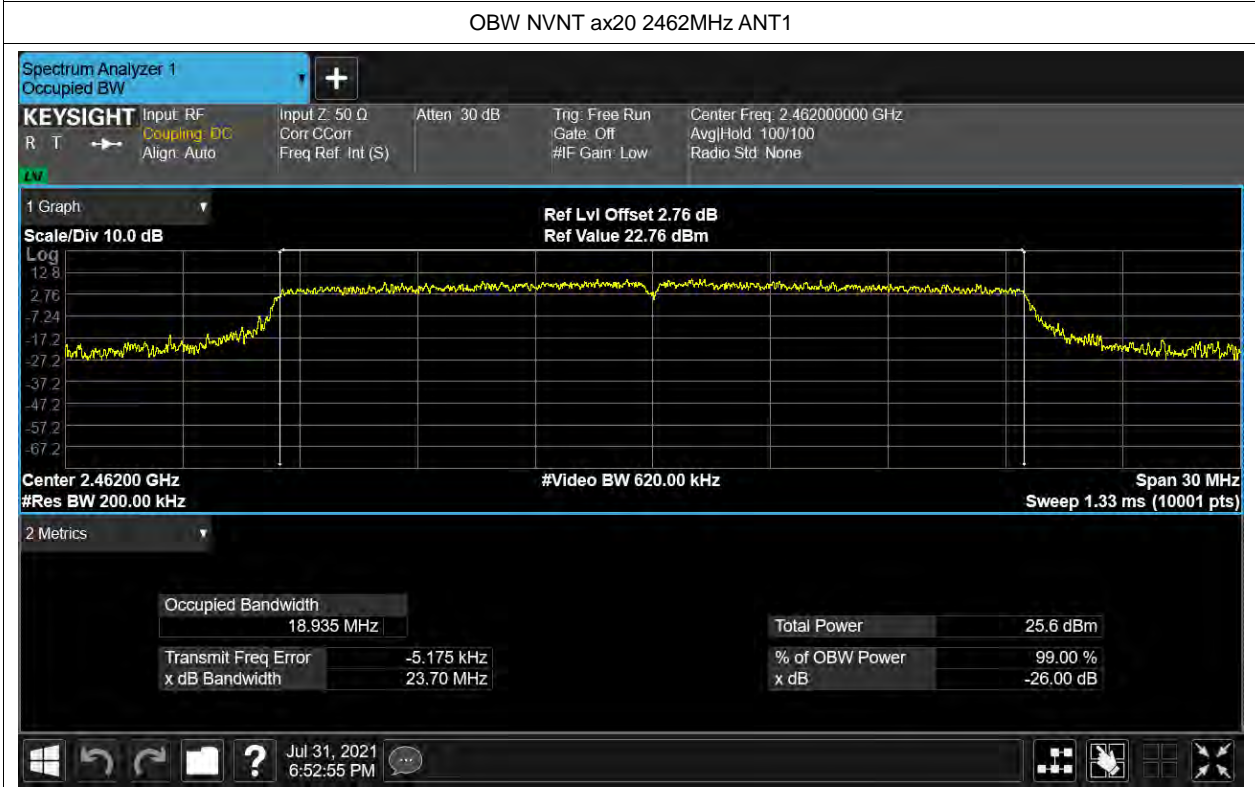 OBW NVNT ax20 2462MHz ANT1
Spectrum Analyzer 1
Occupied BW
+
KEYSIGHT
R T
Input: RF
Coupling: DC
Align: Auto
Input Z: 50 Ω
Corr CCorr
Freq Ref: Int (S)
Atten: 30 dB
Trig: Free Run
Gate: Off
#IF Gain: Low
Center Freq: 2.462000000 GHz
Avg|Hold: 100/100
Radio Std: None
1 Graph
Scale/Div 10.0 dB
Ref Lvl Offset 2.76 dB
Ref Value 22.76 dBm
Log
12.8
2.76
-7.24
-17.2
-27.2
-37.2
-47.2
-57.2
-67.2
Center 2.46200 GHz
#Video BW 620.00 kHz
Span 30 MHz
#Res BW 200.00 kHz
Sweep 1.33 ms (10001 pts)
2 Metrics
Occupied Bandwidth
18.935 MHz
Total Power 25.6 dBm
Transmit Freq Error -5.175 kHz
% of OBW Power 99.00 %
x dB Bandwidth 23.70 MHz
x dB -26.00 dB
?
Jul 31, 2021
6:52:55 PM